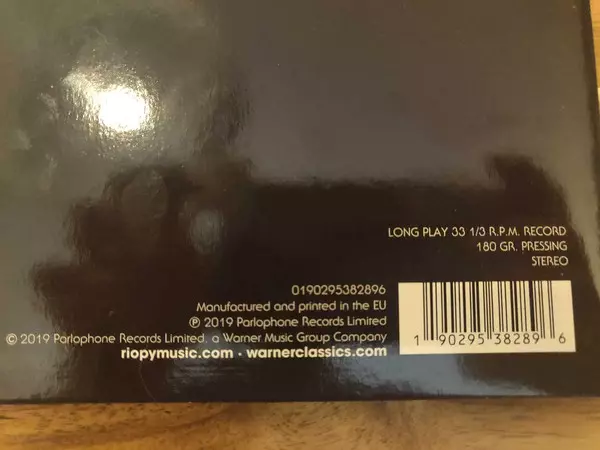 LONG PLAY 33 1/3 R.P.M. RECORD
180 GR. PRESSING
STEREO
0190295382896
Manufactured and printed in the EU
℗ 2019 Parlophone Records Limited
© 2019 Parlophone Records Limited. a Warner Music Group Company
riopymusic.com · warnerclassics.com
1 90295 38289 6